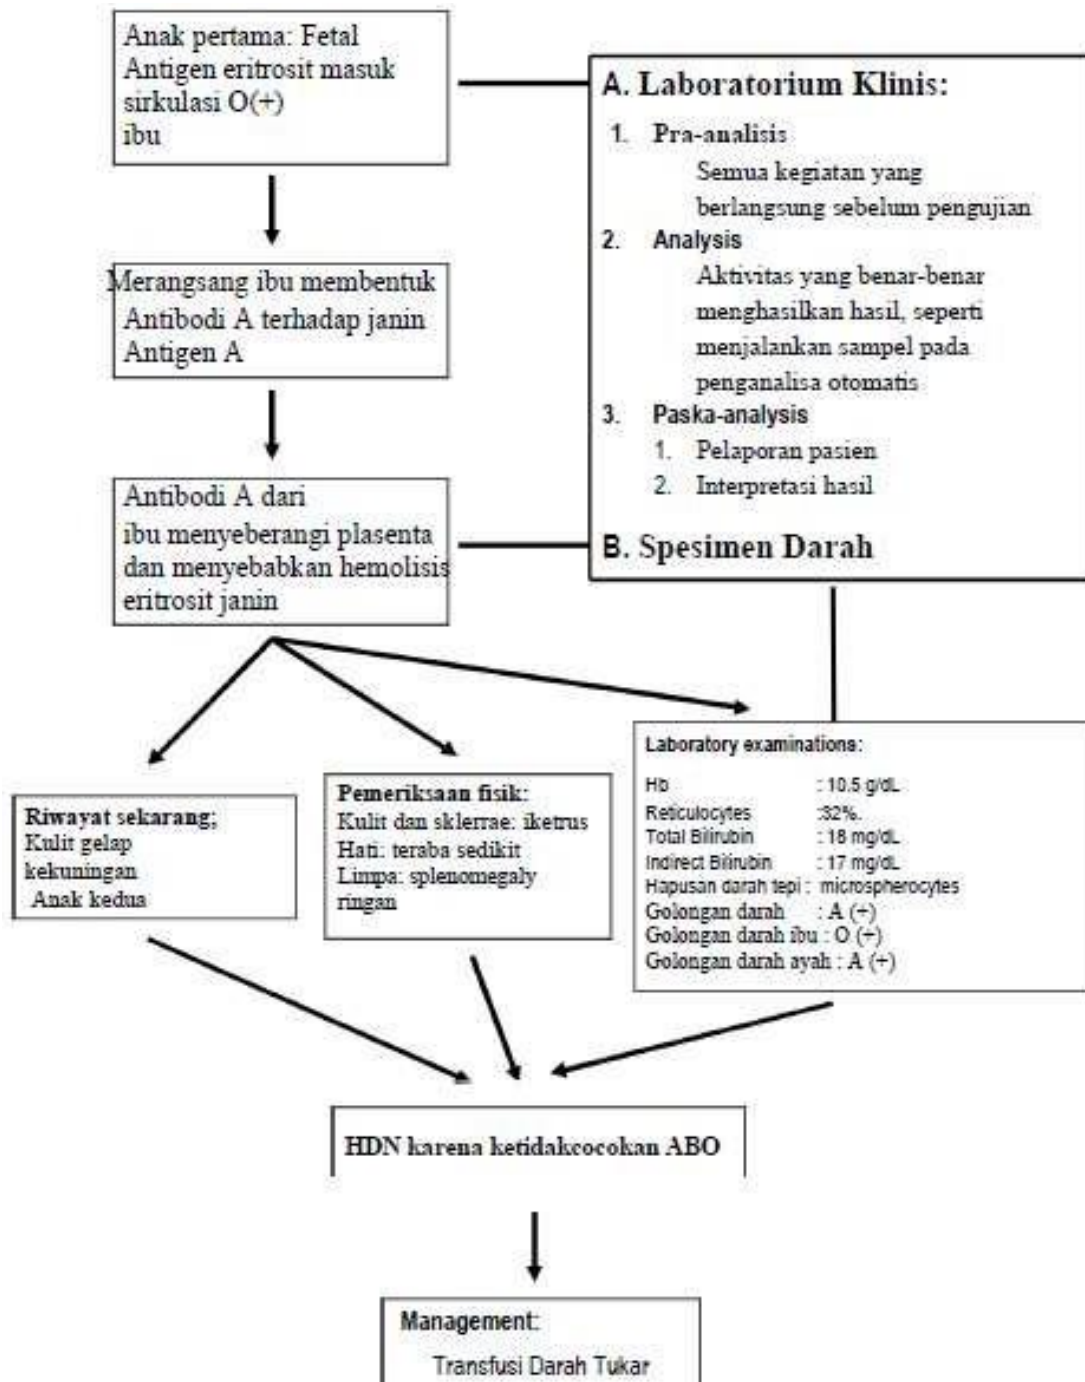 Anak pertama: Fetal
Antigen eritrosit masuk
sirkulasi O(+)
ibu
Merangsang ibu membentuk
Antibodi A terhadap janin
Antigen A
Antibodi A dari
ibu menyeberangi plasenta
dan menyebabkan hemolisis
eritrosit janin
A. Laboratorium Klinis:
1. Pra-analisis
Semua kegiatan yang
berlangsung sebelum pengujian
2. Analysis
Aktivitas yang benar-benar
menghasilkan hasil, seperti
menjalankan sampel pada
penganalisa otomatis
3. Paska-analysis
1. Pelaporan pasien
2. Interpretasi hasil
B. Spesimen Darah
Riwayat sekarang;
Kulit gelap
kekuningan
Anak kedua
Pemeriksaan fisik:
Kulit dan sklerrae: iketrus
Hati: teraba sedikit
Limpa: splenomegaly
ringan
Laboratory examinations:
Hb : 10.5 g/dL
Reticulocytes :32%.
Total Bilirubin : 18 mg/dL
Indirect Bilirubin : 17 mg/dL
Hapusan darah tepi : microspherocytes
Golongan darah : A (+)
Golongan darah ibu : O (+)
Golongan darah ayah : A (+)
HDN karena ketidakcocokan ABO
Management:
Transfusi Darah Tukar